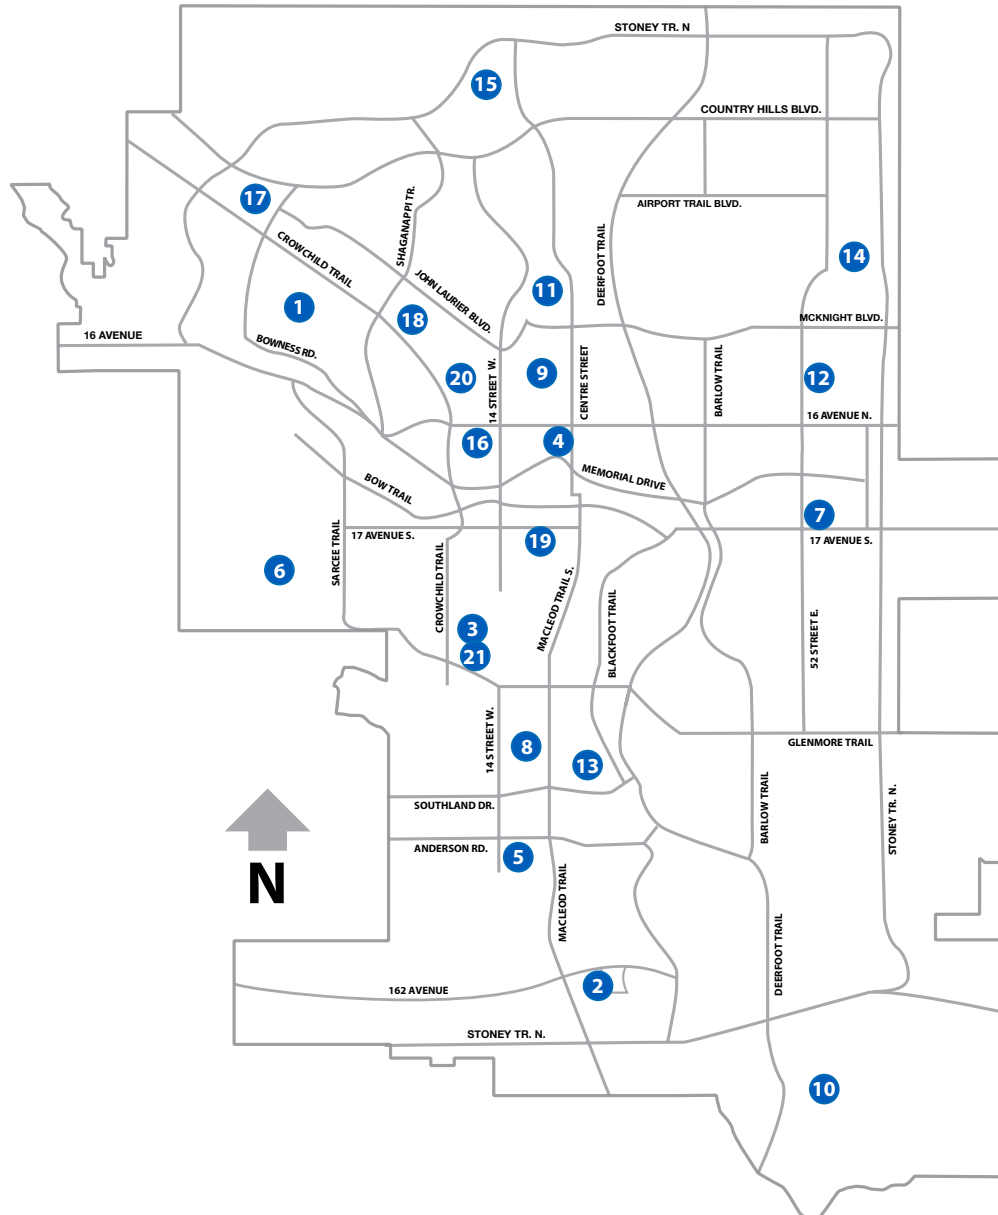 STONEY TR. N
15
COUNTRY HILLS BLVD.
17
SHAGANAPPI TR.
AIRPORT TRAIL BLVD.
CROWCHILD TRAIL
DEERFOOT TRAIL
14
JOHN LAURIER BLVD.
11
1
18
MCKNIGHT BLVD.
16 AVENUE
BOWNESS RD.
20
14 STREET W.
9
CENTRE STREET
BARLOW TRAIL
12
16 AVENUE N.
16
4
MEMORIAL DRIVE
BOW TRAIL
7
17 AVENUE S.
19
17 AVENUE S.
SARCEE TRAIL
6
CROWCHILD TRAIL
MACLEOD TRAIL S.
BLACKFOOT TRAIL
3
21
52 STREET E.
14 STREET W.
8
13
GLENMORE TRAIL
SOUTHLAND DR.
BARLOW TRAIL
STONEY TR. N.
ANDERSON RD.
5
N
MACLEOD TRAIL
DEERFOOT TRAIL
162 AVENUE
2
STONEY TR. N.
10